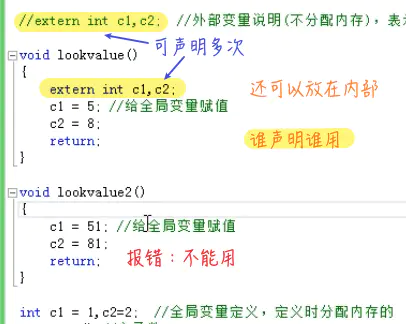 //extern int c1,c2; //外部变量说明(不分配内存)，表
可声明多次
void lookvalue()
{
extern int c1,c2; 还可以放在内部
c1 = 5; //给全局变量赋值
c2 = 8; 谁声明谁用
return;
}
void lookvalue2()
{
c1 = 51; //给全局变量赋值
c2 = 81;
return; 报错：不能用
}
int c1 = 1,c2=2; //全局变量定义，定义时分配内存的